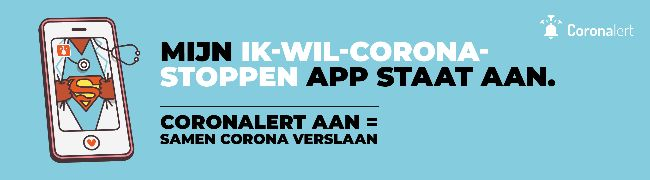 Coronalert
MIJN IK-WIL-CORONA-
STOPPEN APP STAAT AAN.
CORONALERT AAN =
SAMEN CORONA VERSLAAN
S